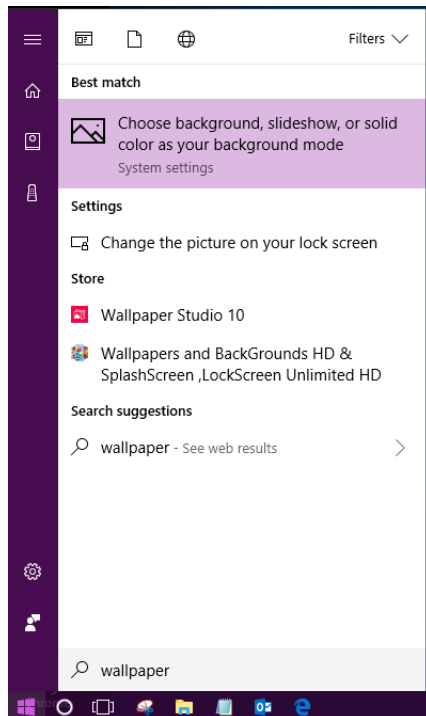 Filters
Best match
Choose background, slideshow, or solid
color as your background mode
System settings
Settings
Change the picture on your lock screen
Store
Wallpaper Studio 10
Wallpapers and BackGrounds HD &
SplashScreen ,LockScreen Unlimited HD
Search suggestions
wallpaper - See web results
wallpaper